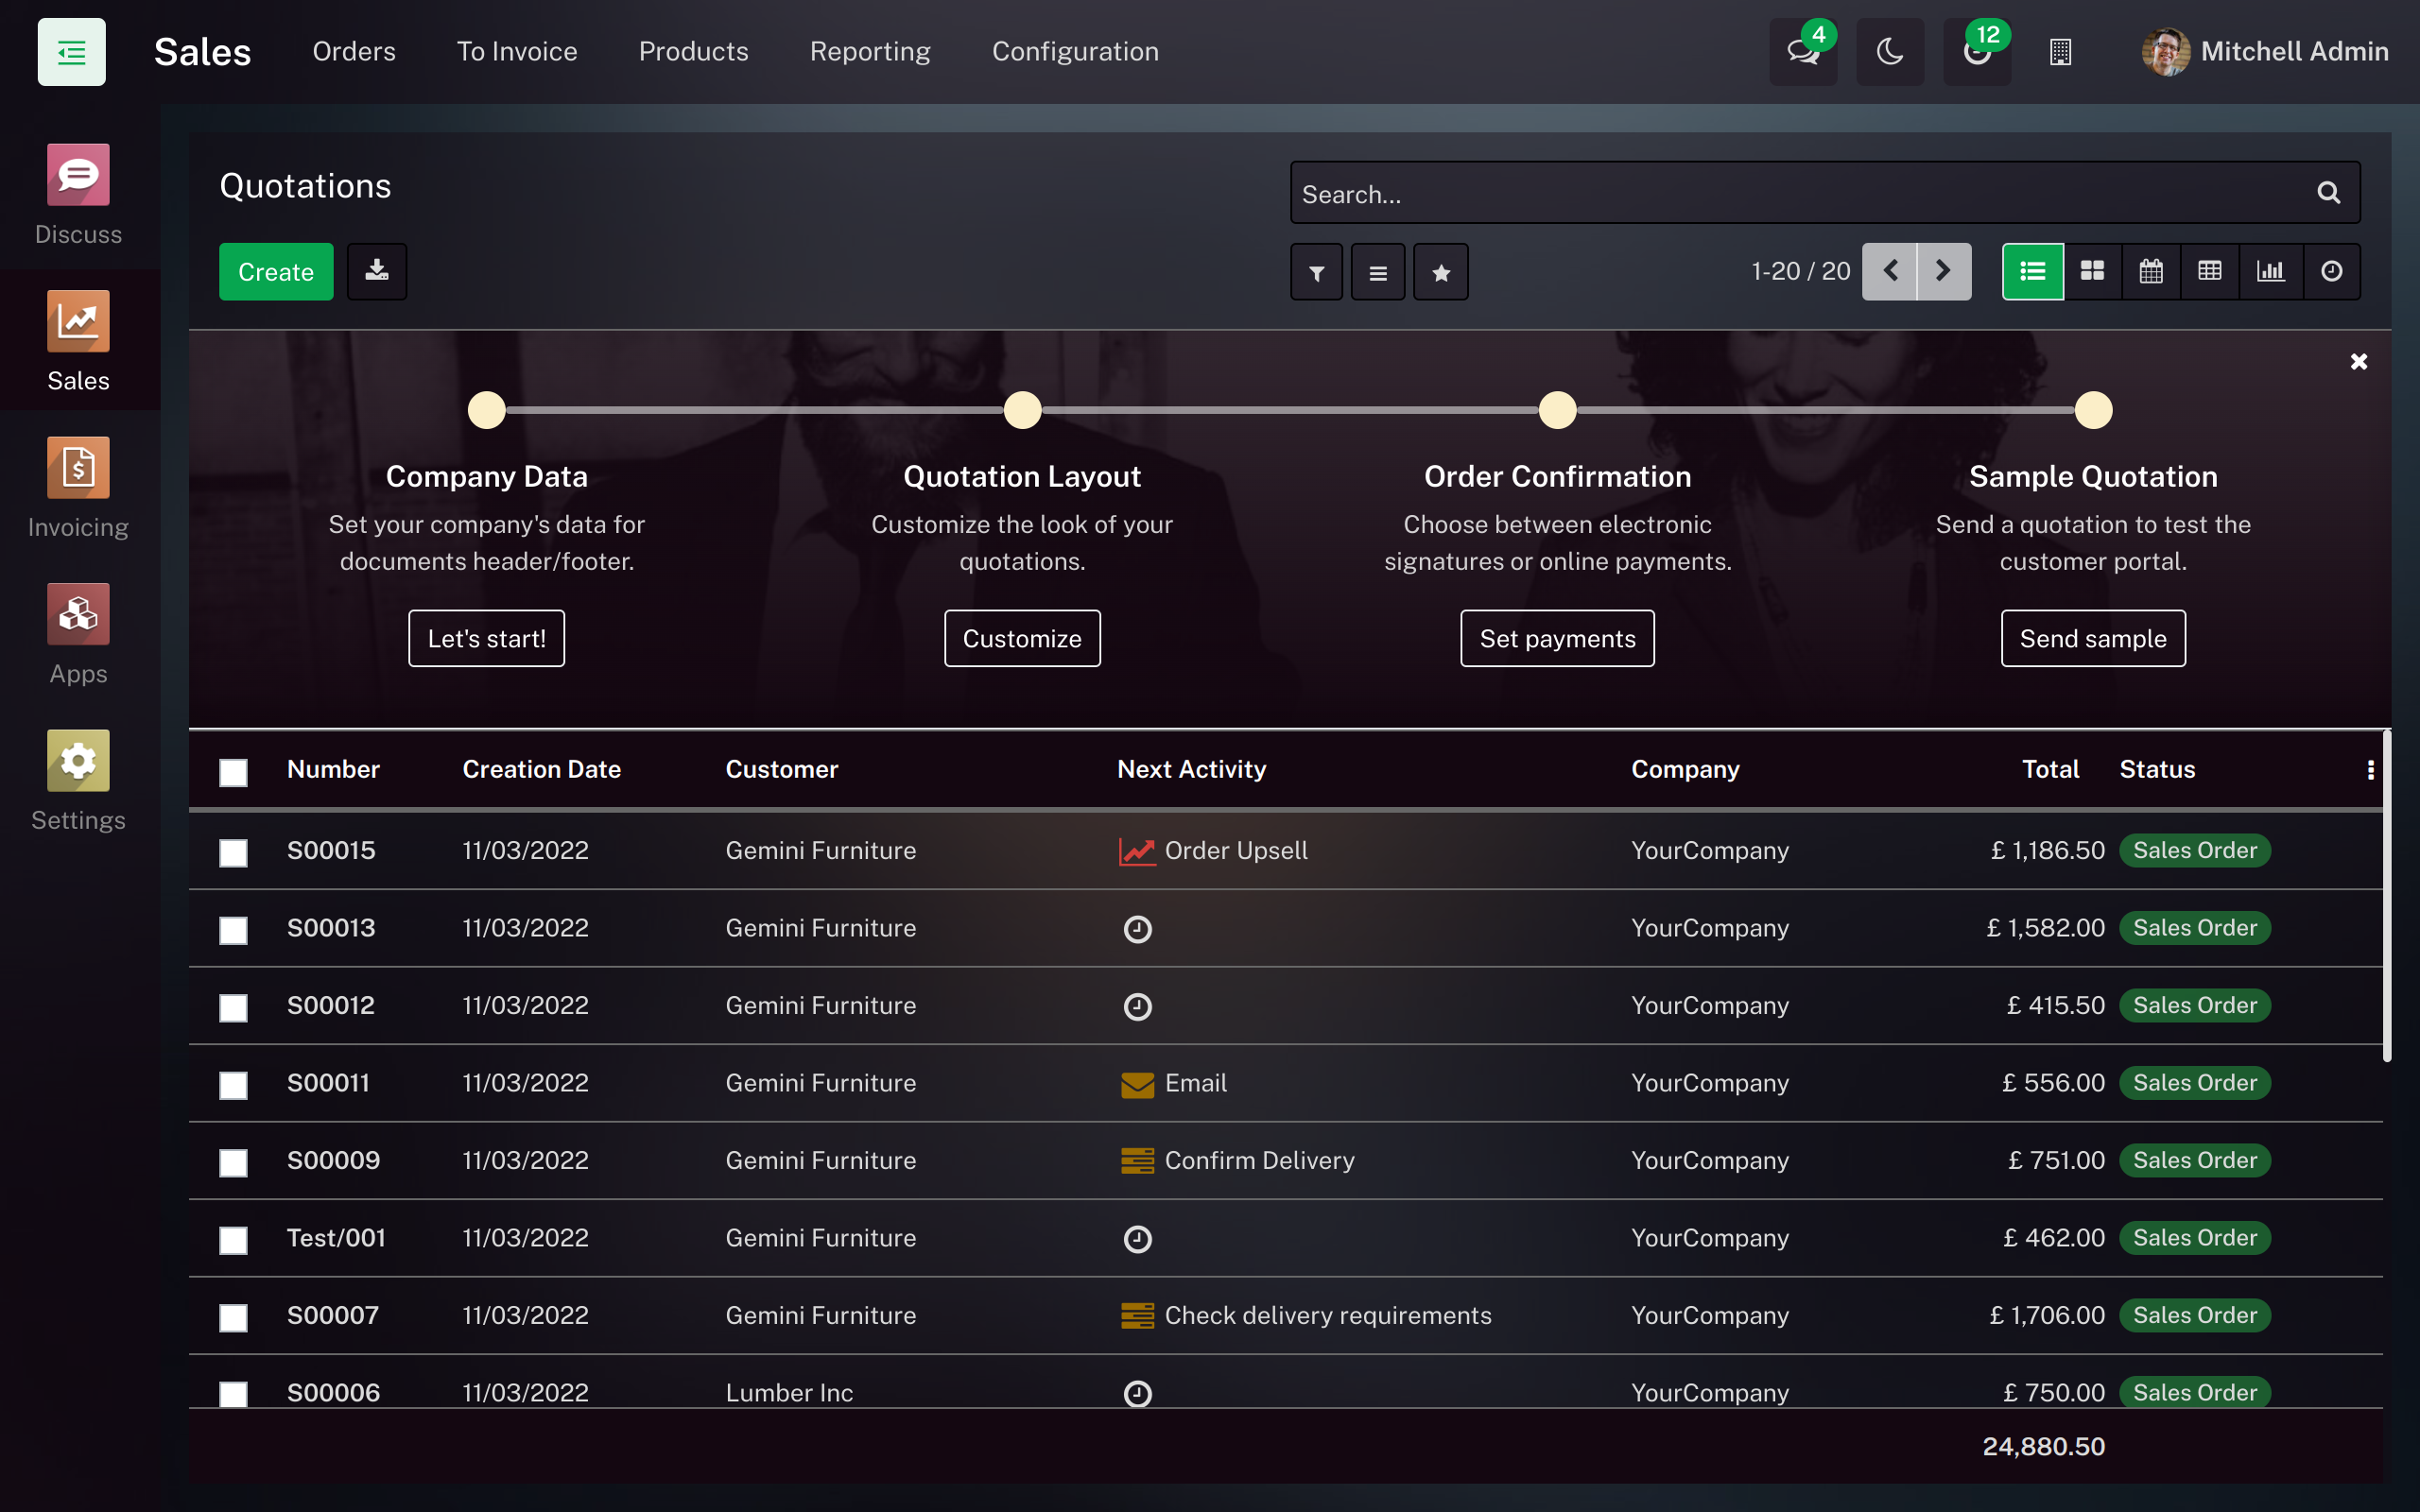 Sales Orders To Invoice Products Reporting Configuration 4 12 Mitchell Admin
Discuss
Sales
Invoicing
Apps
Settings
Quotations
Search...
Create
1-20 / 20
Company Data
Set your company's data for
documents header/footer.
Let's start!
Quotation Layout
Customize the look of your
quotations.
Customize
Order Confirmation
Choose between electronic
signatures or online payments.
Set payments
Sample Quotation
Send a quotation to test the
customer portal.
Send sample
Number Creation Date Customer Next Activity Company Total Status
S00015 11/03/2022 Gemini Furniture Order Upsell YourCompany £ 1,186.50 Sales Order
S00013 11/03/2022 Gemini Furniture YourCompany £ 1,582.00 Sales Order
S00012 11/03/2022 Gemini Furniture YourCompany £ 415.50 Sales Order
S00011 11/03/2022 Gemini Furniture Email YourCompany £ 556.00 Sales Order
S00009 11/03/2022 Gemini Furniture Confirm Delivery YourCompany £ 751.00 Sales Order
Test/001 11/03/2022 Gemini Furniture YourCompany £ 462.00 Sales Order
S00007 11/03/2022 Gemini Furniture Check delivery requirements YourCompany £ 1,706.00 Sales Order
S00006 11/03/2022 Lumber Inc YourCompany £ 750.00 Sales Order
24,880.50